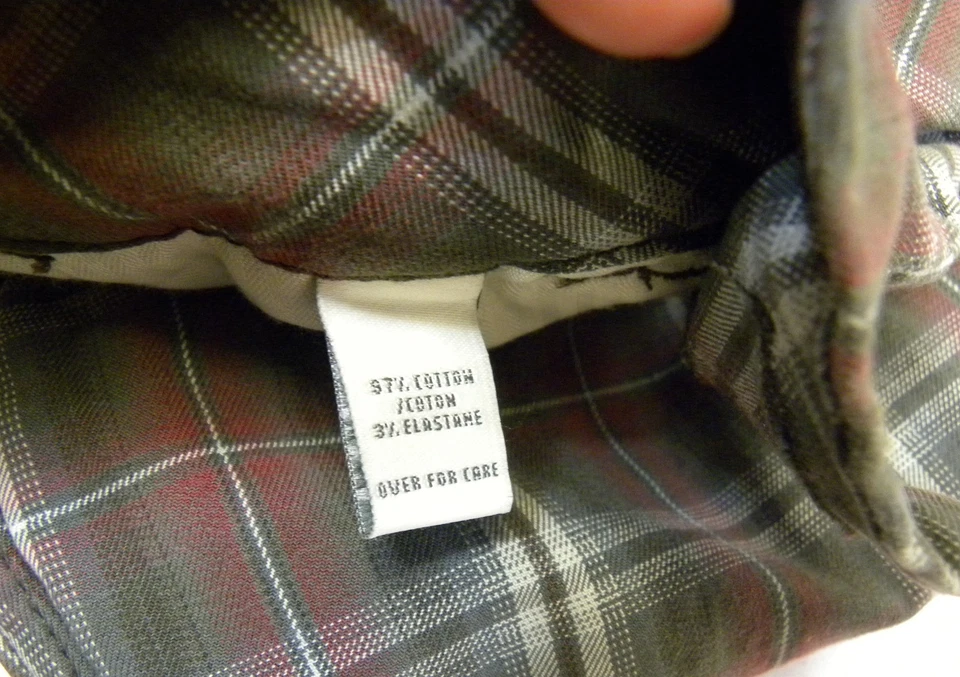 97% COTTON
/COTON
3% ELASTANE
OVER FOR CARE